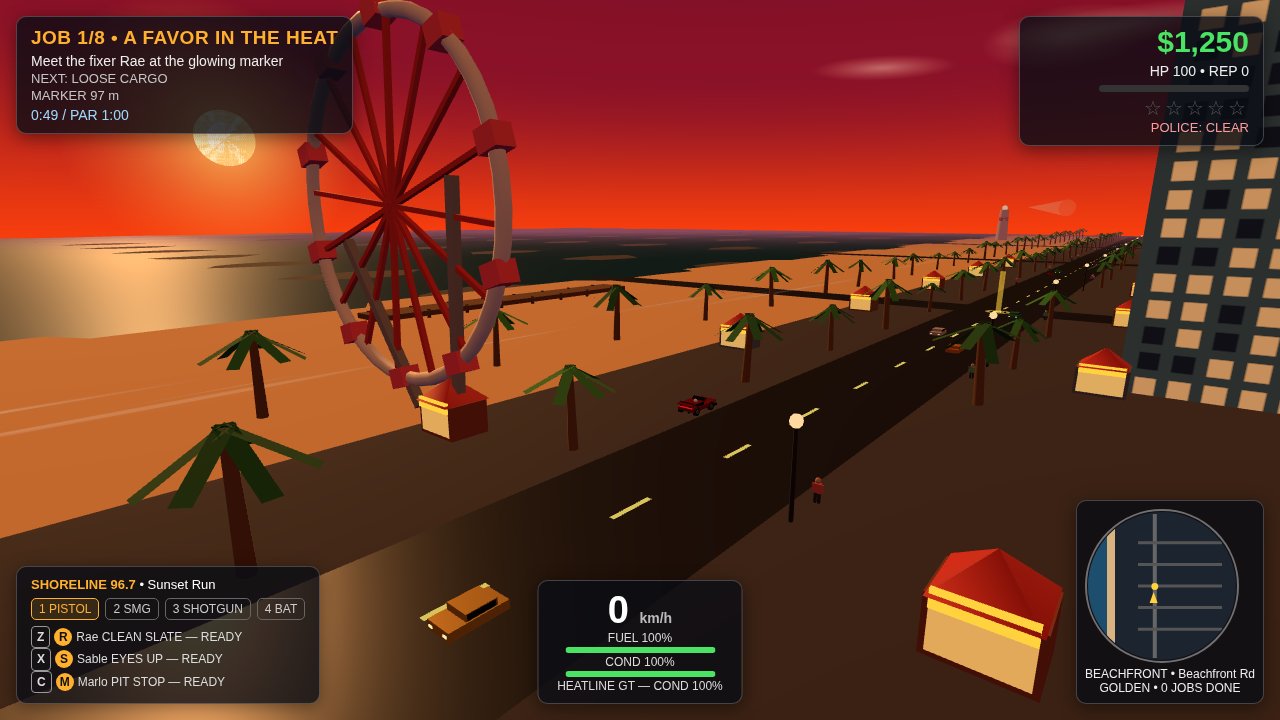 JOB 1/8 • A FAVOR IN THE HEAT
Meet the fixer Rae at the glowing marker
NEXT: LOOSE CARGO
MARKER 97 m
0:49 / PAR 1:00
$1,250
HP 100 • REP 0
☆☆☆☆☆
POLICE: CLEAR
SHORELINE 96.7 • Sunset Run
1 PISTOL 2 SMG 3 SHOTGUN 4 BAT
Z R Rae CLEAN SLATE — READY
X S Sable EYES UP — READY
C M Marlo PIT STOP — READY
0 km/h
FUEL 100%
COND 100%
HEATLINE GT — COND 100%
BEACHFRONT • Beachfront Rd
GOLDEN • 0 JOBS DONE